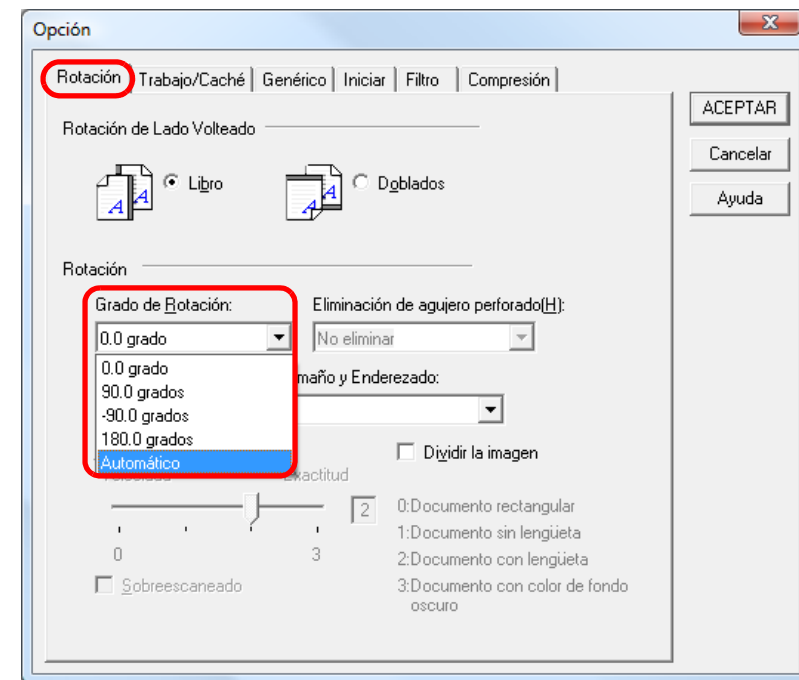 Opción
Rotación Trabajo/Caché Genérico Iniciar Filtro Compresión
ACEPTAR
Cancelar
Ayuda
Rotación de Lado Volteado
A A Libro A A Doblados
Rotación
Grado de Rotación: Eliminación de agujero perforado(H):
0.0 grado No eliminar
0.0 grado
90.0 grados
-90.0 grados
180.0 grados
Automático
maño y Enderezado:
Dividir la imagen
2
0 3
0:Documento rectangular
1:Documento sin lengüeta
2:Documento con lengüeta
3:Documento con color de fondo
oscuro
Sobreescaneado